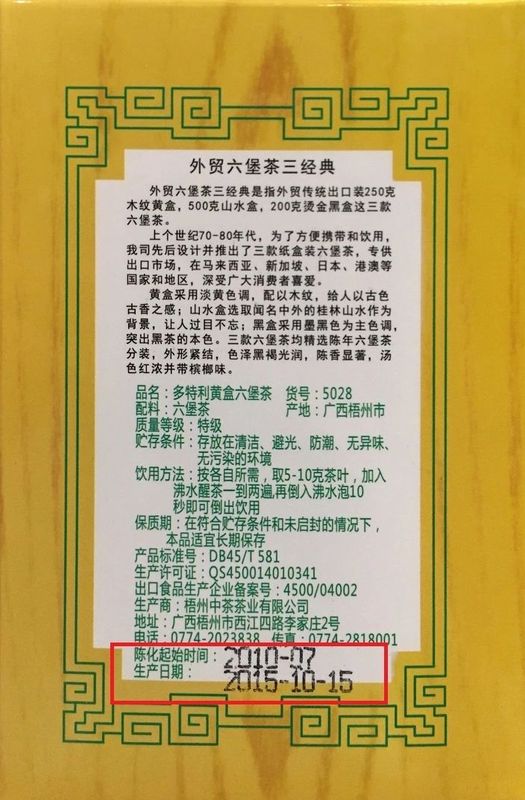 外贸六堡茶三经典
外贸六堡茶三经典是指外贸传统出口装250克
木纹黄盒，500克山水盒，200克烫金黑盒这三款
六堡茶。
上个世纪70-80年代，为了方便携带和饮用，
我司先后设计并推出了三款纸盒装六堡茶，专供
出口市场，在马来西亚、新加坡、日本、港澳等
国家和地区，深受广大消费者喜爱。
黄盒采用淡黄色调，配以木纹，给人以古色
古香之感；山水盒选取闻名中外的桂林山水作为
背景，让人过目不忘；黑盒采用墨黑色为主色调，
突出黑茶的本色。三款六堡茶均精选陈年六堡茶
分装，外形紧结，色泽黑褐光润，陈香显著，汤
色红浓并带槟榔味。
品名：多特利黄盒六堡茶 货号：5028
配料：六堡茶 产地：广西梧州市
质量等级：特级
贮存条件：存放在清洁、避光、防潮、无异味、
无污染的环境
饮用方法：按各自所需，取5-10克茶叶，加入
沸水醒茶一到两遍,再倒入沸水泡10
秒即可倒出饮用
保质期：在符合贮存条件和未启封的情况下，
本品适宜长期保存
产品标准号：DB45/T 581
生产许可证：QS450014010341
出口食品生产企业备案号：4500/04002
生产商：梧州中茶茶业有限公司
地址：广西梧州市西江四路李家庄2号
电话：0774-2023838 传真：0774-2818001
陈化起始时间：2010-07
生产日期：2015-10-15